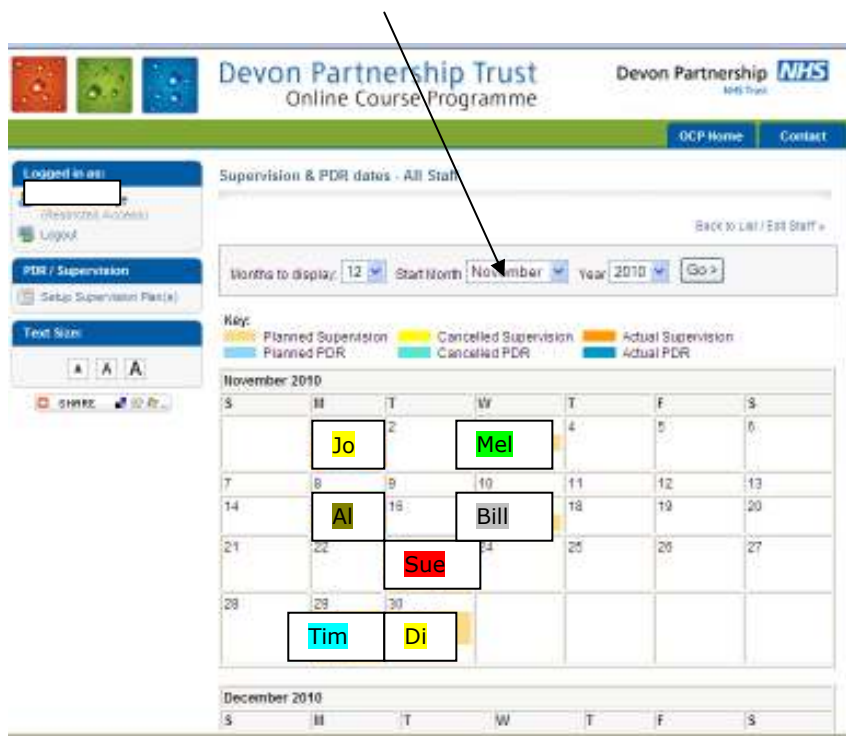 Devon Partnership Trust
Online Course Programme
Devon Partnership NHS
NHS Trust
OCP Home Contact
Logged in as:
(Restricted Access)
Logout
PDR / Supervision
Setup Supervision Plan(s)
Text Size:
A A A
SHARE
Supervision & PDR dates - All Staff
Back to List / Edit Staff »
Months to display: 12 Start Month November Year 2010 Go >
Key:
Planned Supervision Cancelled Supervision Actual Supervision
Planned PDR Cancelled PDR Actual PDR
November 2010
S M T W T F S
Jo 2 Mel 4 5 6
7 8 9 10 11 12 13
14 Al 16 Bill 18 19 20
21 22 Sue 24 25 26 27
28 29 30
Tim Di
December 2010
S M T W T F S